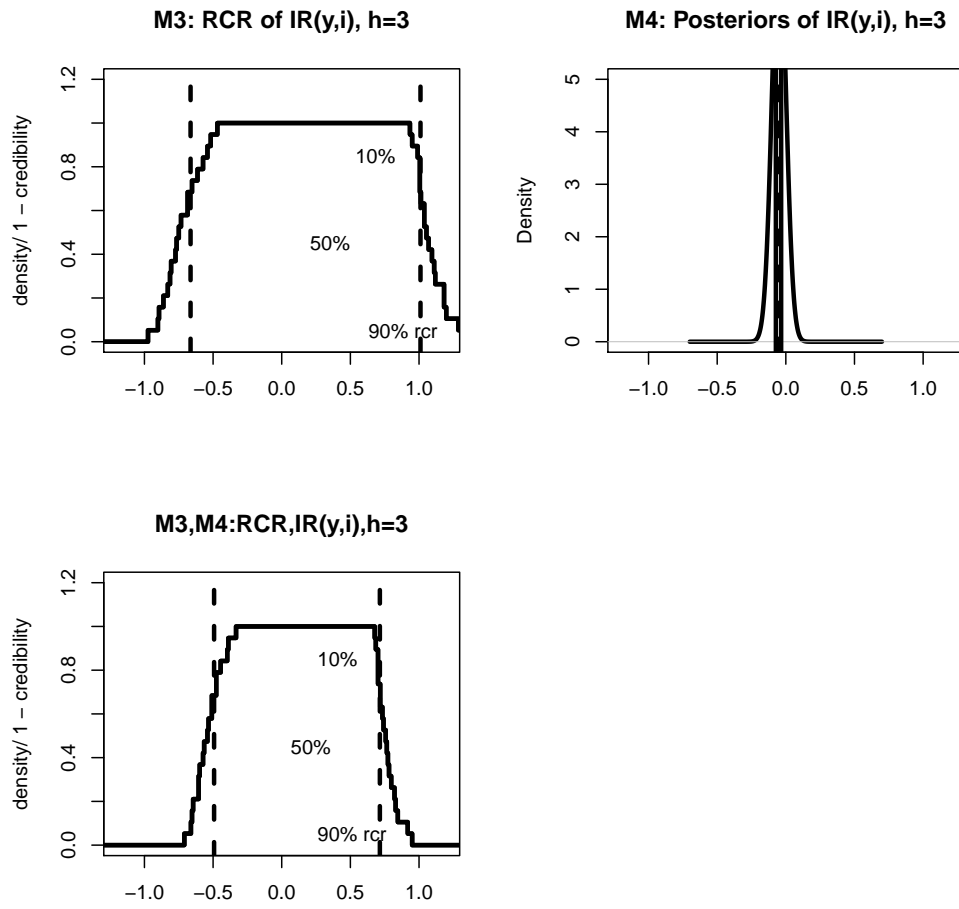 M3: RCR of IR(y,i), h=3
density/ 1 − credibility
1.2
0.8
0.4
0.0
10%
50%
90% rcr
−1.0 −0.5 0.0 0.5 1.0
M4: Posteriors of IR(y,i), h=3
Density
5
4
3
2
1
0
−1.0 −0.5 0.0 0.5 1.0
M3,M4:RCR,IR(y,i),h=3
density/ 1 − credibility
1.2
0.8
0.4
0.0
10%
50%
90% rcr
−1.0 −0.5 0.0 0.5 1.0